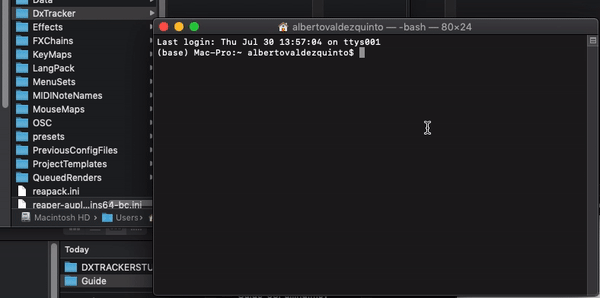 Data
DxTracker
Effects
FXChains
KeyMaps
LangPack
MenuSets
MIDINoteNames
MouseMaps
OSC
presets
PreviousConfigFiles
ProjectTemplates
QueuedRenders
reapack.ini
reaper-aupl...ins64-bc.ini
Macintosh HD > Users >
Today
DXTRACKERSTU
Guide
albertovaldezquinto — -bash — 80×24
Last login: Thu Jul 30 13:57:04 on ttys001
(base) Mac-Pro:~ albertovaldezquinto$